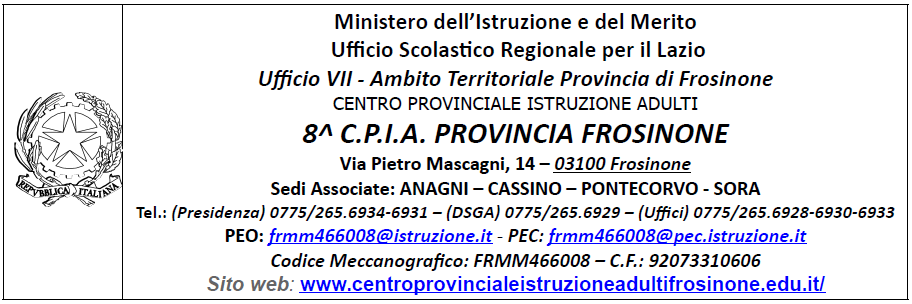 Ministero dell'Istruzione e del Merito
Ufficio Scolastico Regionale per il Lazio
Ufficio VII - Ambito Territoriale Provincia di Frosinone
CENTRO PROVINCIALE ISTRUZIONE ADULTI
8^ C.P.I.A. PROVINCIA FROSINONE
Via Pietro Mascagni, 14 – 03100 Frosinone
Sedi Associate: ANAGNI – CASSINO – PONTECORVO - SORA
Tel.: (Presidenza) 0775/265.6934-6931 – (DSGA) 0775/265.6929 – (Uffici) 0775/265.6928-6930-6933
PEO: frmm466008@istruzione.it - PEC: frmm466008@pec.istruzione.it
Codice Meccanografico: FRMM466008 – C.F.: 92073310606
Sito web: www.centroprovincialeistruzioneadultifrosinone.edu.it/
REPVBBLICA ITALIANA